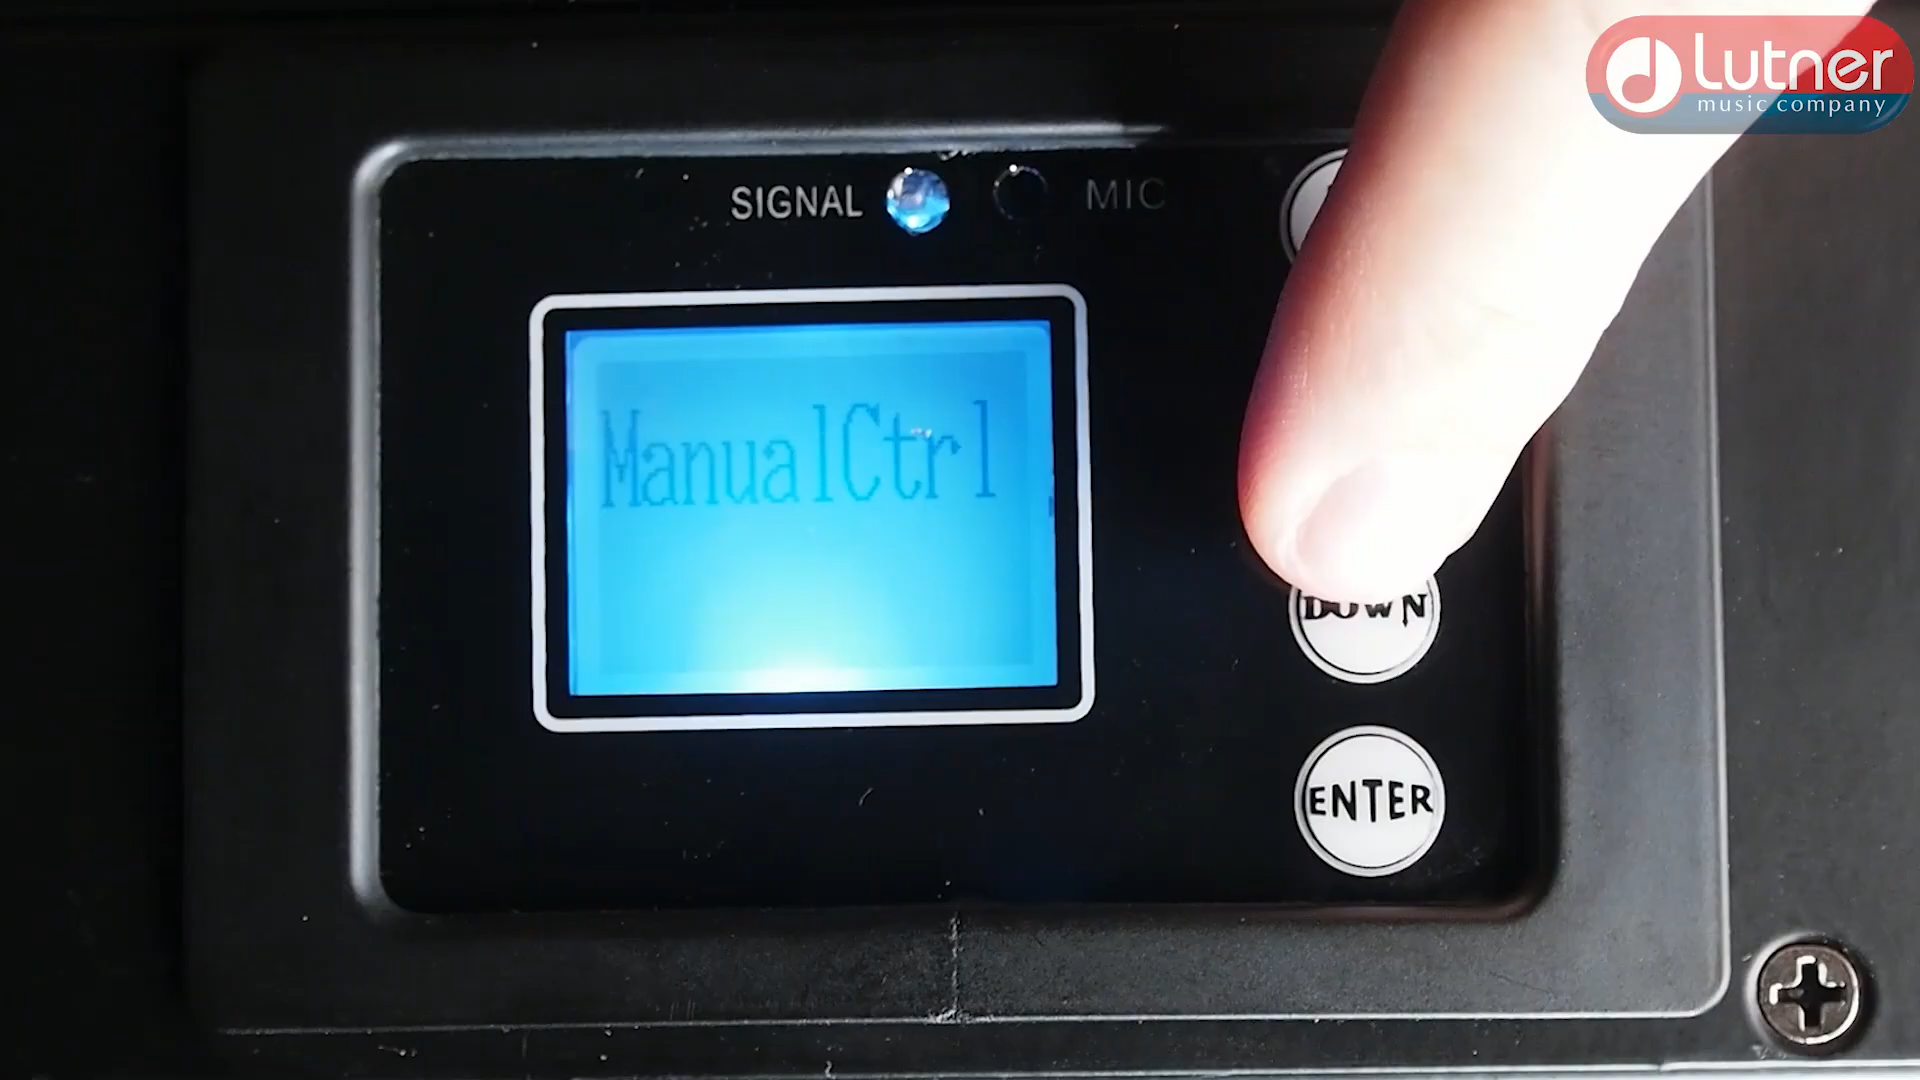 Lutner
music company
SIGNAL
MIC
ManualCtrl
DOWN
ENTER